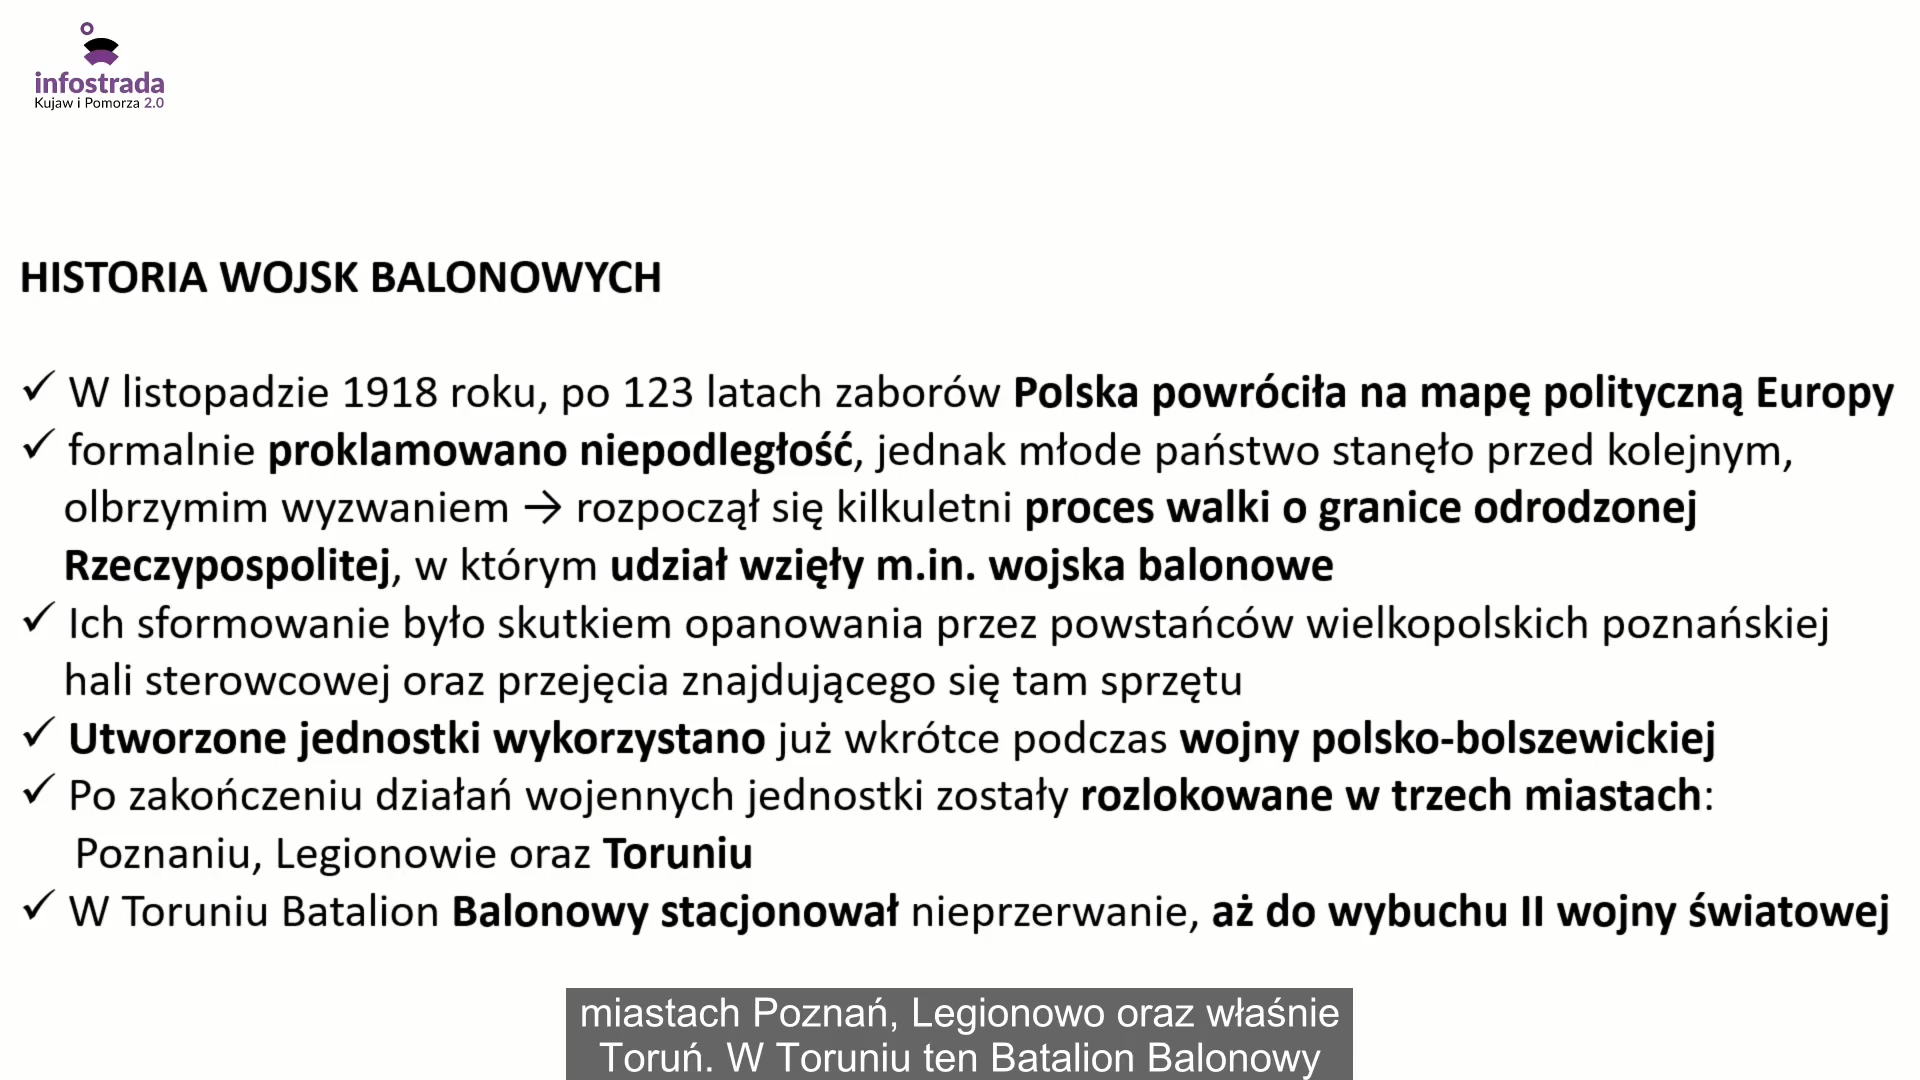 infostrada
Kujaw i Pomorza 2.0
HISTORIA WOJSK BALONOWYCH
✓ W listopadzie 1918 roku, po 123 latach zaborów Polska powróciła na mapę polityczną Europy
✓ formalnie proklamowano niepodległość, jednak młode państwo stanęło przed kolejnym,
olbrzymim wyzwaniem → rozpoczął się kilkuletni proces walki o granice odrodzonej
Rzeczypospolitej, w którym udział wzięły m.in. wojska balonowe
✓ Ich sformowanie było skutkiem opanowania przez powstańców wielkopolskich poznańskiej
hali sterowcowej oraz przejęcia znajdującego się tam sprzętu
✓ Utworzone jednostki wykorzystano już wkrótce podczas wojny polsko-bolszewickiej
✓ Po zakończeniu działań wojennych jednostki zostały rozlokowane w trzech miastach:
Poznaniu, Legionowie oraz Toruniu
✓ W Toruniu Batalion Balonowy stacjonował nieprzerwanie, aż do wybuchu II wojny światowej
miastach Poznań, Legionowo oraz właśnie
Toruń. W Toruniu ten Batalion Balonowy